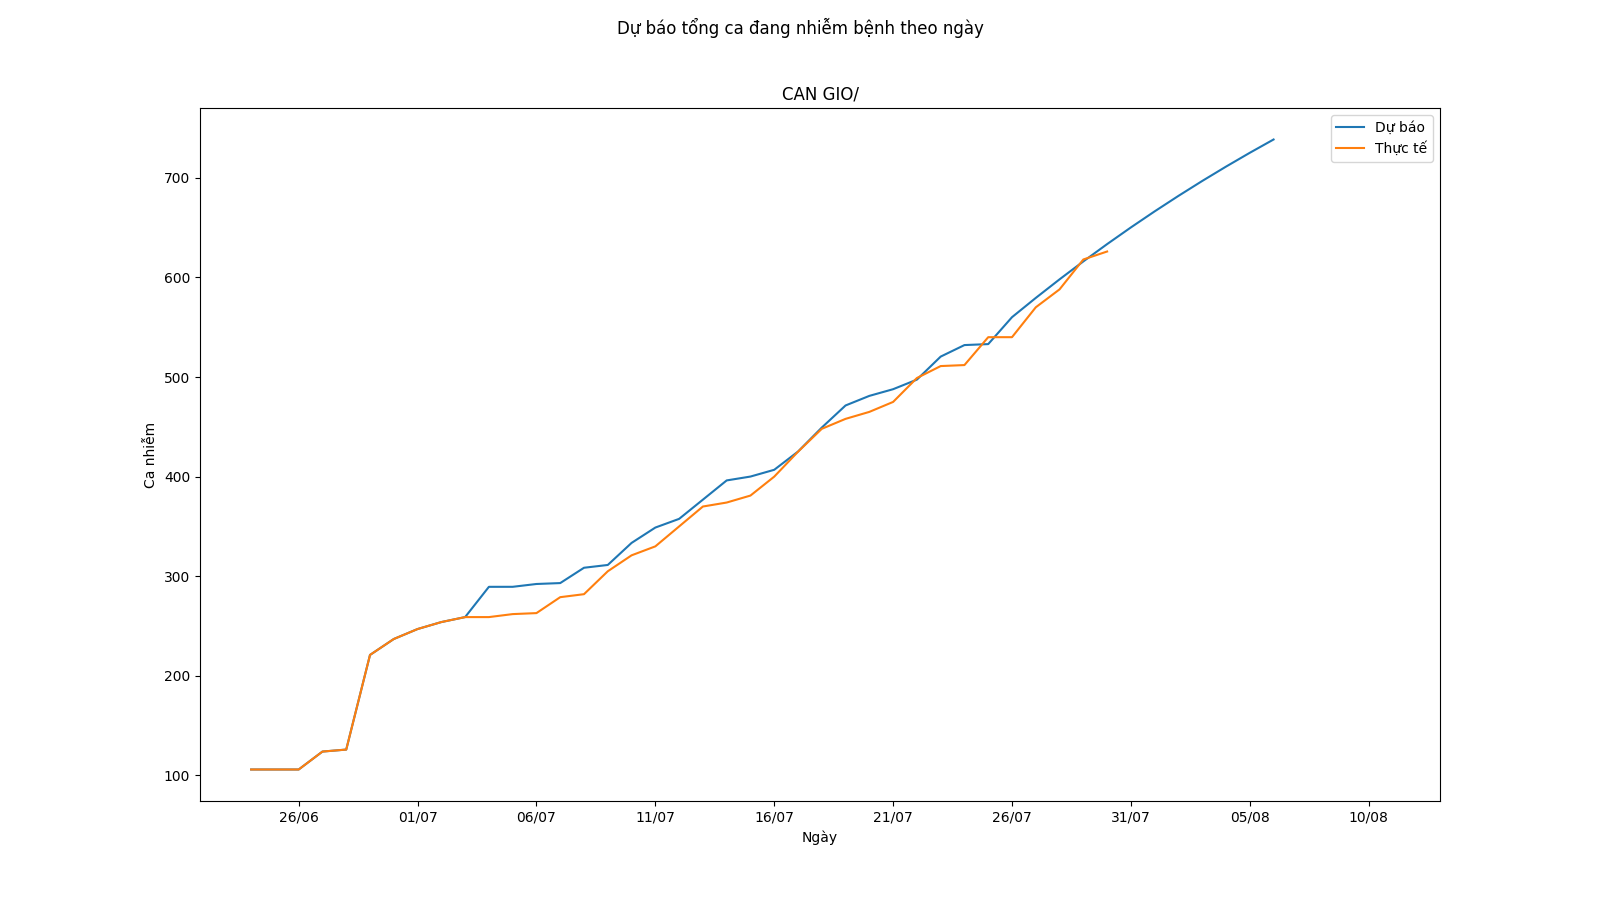 Dự báo tổng ca đang nhiễm bệnh theo ngày
CAN GIO/
Dự báo
Thực tế
Ca nhiễm
700
600
500
400
300
200
100
26/06 01/07 06/07 11/07 16/07 21/07 26/07 31/07 05/08 10/08
Ngày